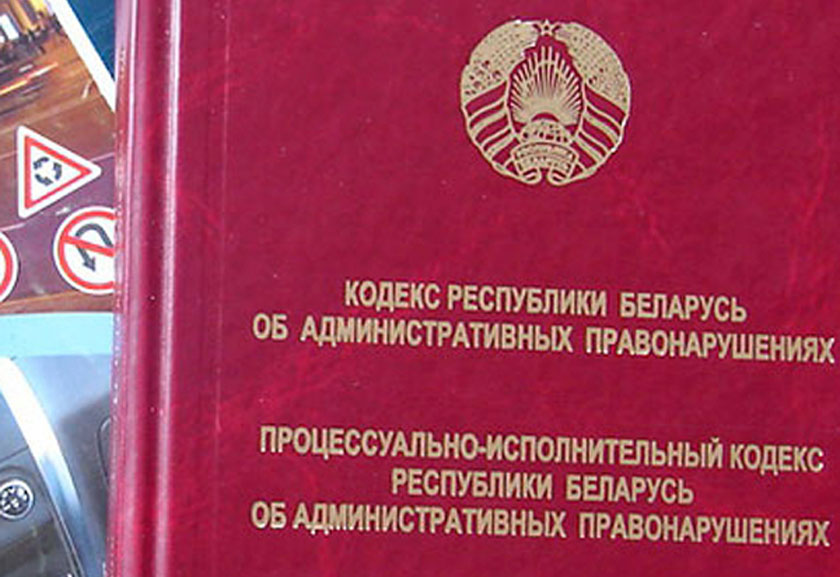 КОДЕКС РЕСПУБЛИКИ БЕЛАРУСЬ
ОБ АДМИНИСТРАТИВНЫХ ПРАВОНАРУШЕНИЯХ
ПРОЦЕССУАЛЬНО-ИСПОЛНИТЕЛЬНЫЙ КОДЕКС
РЕСПУБЛИКИ БЕЛАРУСЬ
ОБ АДМИНИСТРАТИВНЫХ ПРАВОНАРУШЕНИЯХ